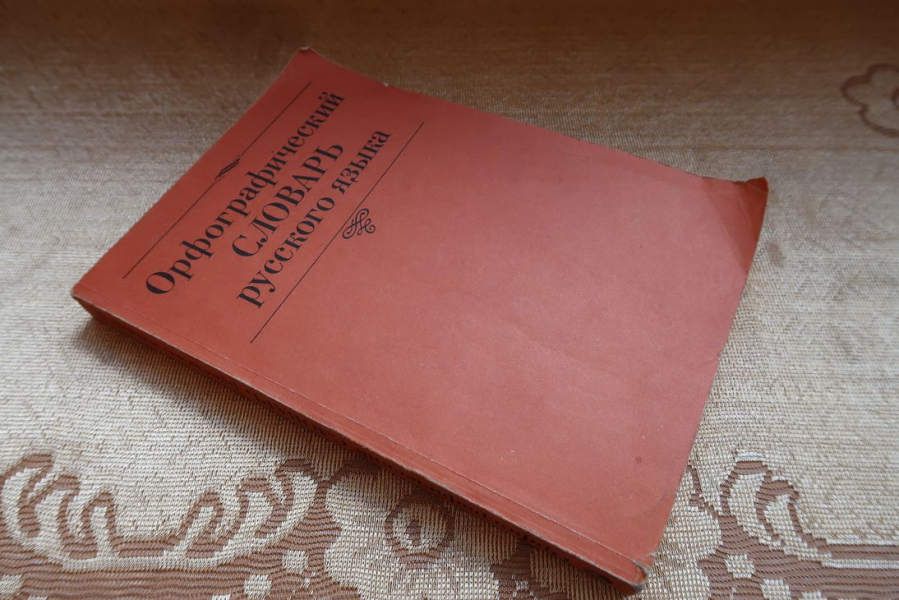 Орфографический
СЛОВАРЬ
русского языка